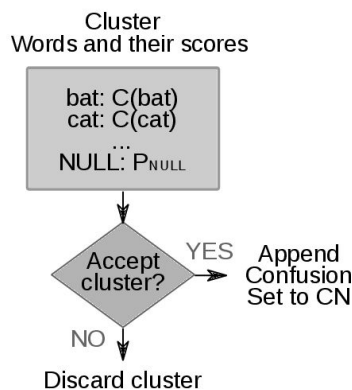 Cluster
Words and their scores
bat: C(bat)
cat: C(cat)
...
NULL: PNULL
Accept
cluster?
YES
Append
Confusion
Set to CN
NO
Discard cluster